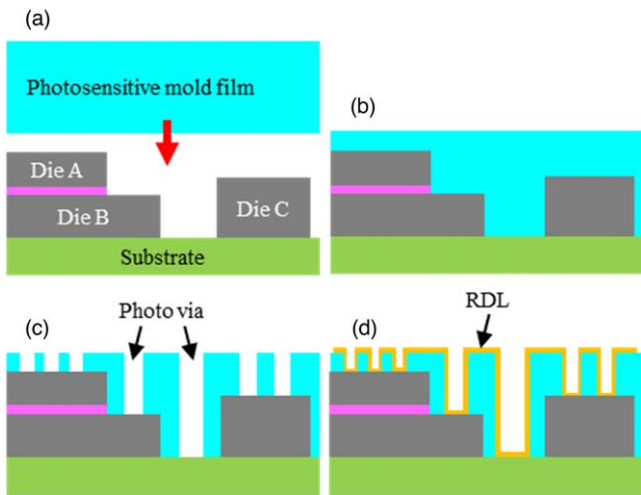 (a)
Photosensitive mold film
Die A
Die B
Die C
Substrate
(b)
(c)
Photo via
(d)
RDL